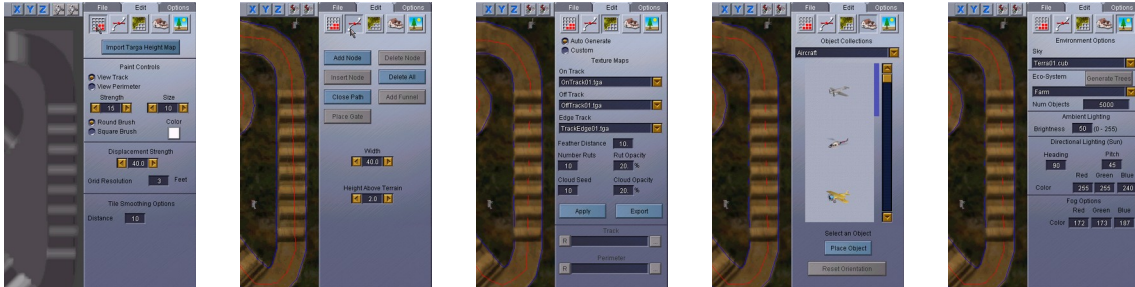 X Y Z File Edit Options
Import Targa Height Map
Paint Controls
View Track
View Perimeter
Strength Size
15 10
Round Brush Color
Square Brush
Displacement Strength
40.0
Grid Resolution 3 Feet
Tile Smoothing Options
Distance 10
X Y Z File Edit Options
Add Node Delete Node
Insert Node Delete All
Close Path Add Funnel
Place Gate
Width
40.0
Height Above Terrain
2.0
X Y Z File Edit Options
Auto Generate
Custom
Texture Maps
On Track
OnTrack01.tga
Off Track
OffTrack01.tga
Edge Track
TrackEdge01.tga
Feather Distance 10
Number Ruts Rut Opacity
10 20 %
Cloud Seed Cloud Opacity
10 20 %
Apply Export
Track
R ...
Perimeter
R ...
X Y Z File Edit Options
Object Collections
Aircraft
Select an Object
Place Object
Reset Orientation
X Y Z File Edit Options
Environment Options
Sky
Terra01.cub
Eco-System Generate Trees
Farm
Num Objects 5000
Ambient Lighting
Brightness 50 (0 - 255)
Directional Lighting (Sun)
Heading Pitch
90 45
Red Green Blue
Color 255 255 240
Fog Options
Red Green Blue
Color 172 173 187